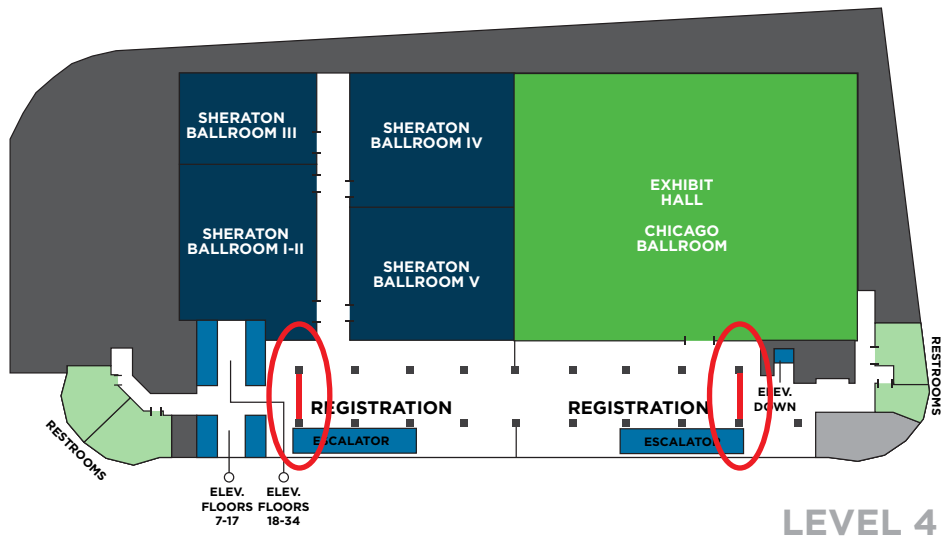 SHERATON
BALLROOM III
SHERATON
BALLROOM IV
SHERATON
BALLROOM I-II
SHERATON
BALLROOM V
EXHIBIT
HALL
CHICAGO
BALLROOM
RESTROOMS
REGISTRATION
REGISTRATION
ELEV.
DOWN
ESCALATOR
ESCALATOR
RESTROOMS
ELEV.
FLOORS
7-17
ELEV.
FLOORS
18-34
LEVEL 4